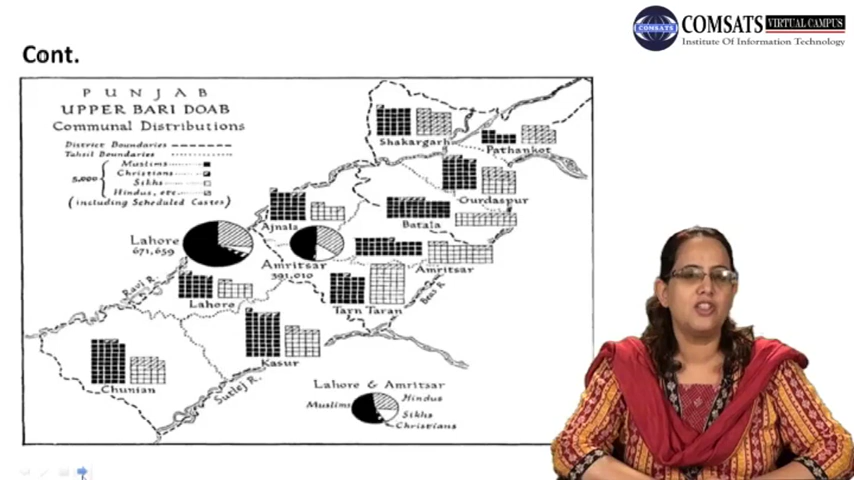 COMSATS VIRTUAL CAMPUS
COMSATS
Institute Of Information Technology
Cont.
PUNJAB
UPPER BARI DOAB
Communal Distributions
District Boundaries
Tahsil Boundaries
5,000
Muslims
Christians
Sikhs
Hindus, etc.
(including Scheduled Castes)
Shakargarh
Pathankot
Gurdaspur
Batala
Ajnala
Lahore
671,659
Amritsar
391,010
Amritsar
Ravi R.
Lahore
Tarn Taran
Beas R.
Kasur
Chunian
Sutlej R.
Lahore & Amritsar
Hindus
Muslims
Sikhs
Christians